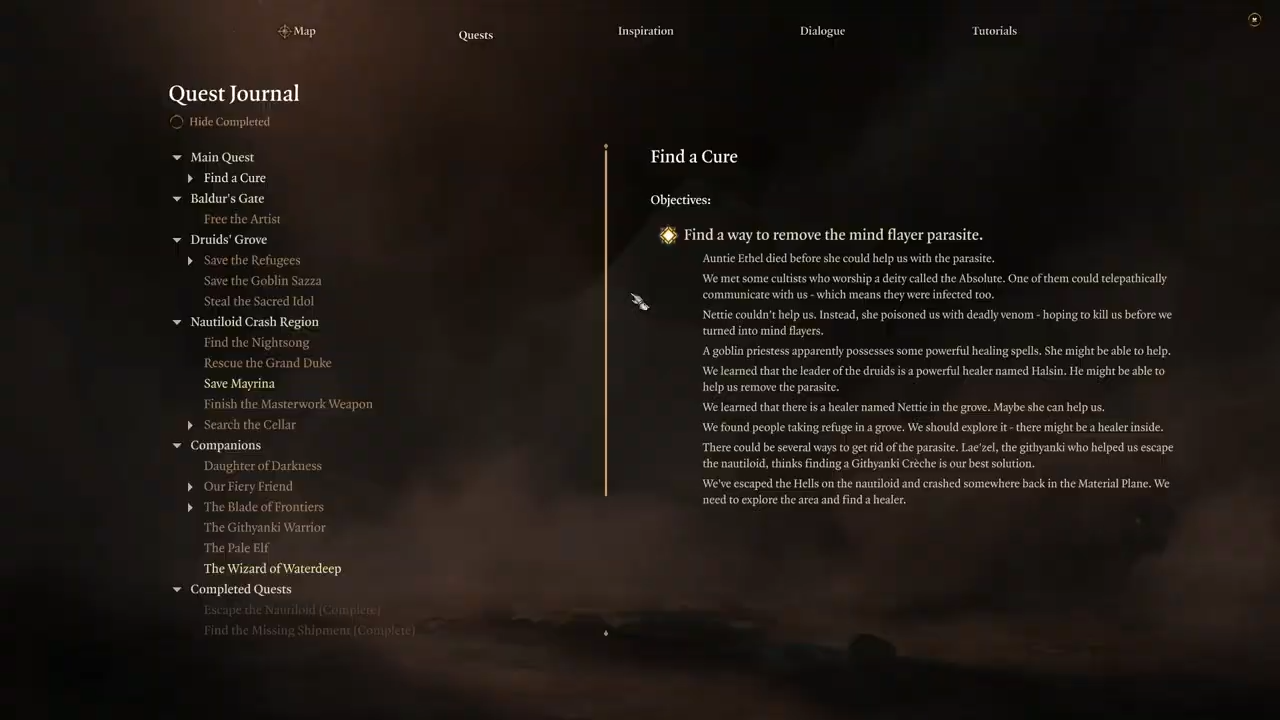 Map
Quests
Inspiration
Dialogue
Tutorials
Quest Journal
Hide Completed
Main Quest
Find a Cure
Baldur's Gate
Free the Artist
Druids' Grove
Save the Refugees
Save the Goblin Sazza
Steal the Sacred Idol
Nautiloid Crash Region
Find the Nightsong
Rescue the Grand Duke
Save Mayrina
Finish the Masterwork Weapon
Search the Cellar
Companions
Daughter of Darkness
Our Fiery Friend
The Blade of Frontiers
The Githyanki Warrior
The Pale Elf
The Wizard of Waterdeep
Completed Quests
Escape the Nautiloid (Complete)
Find the Missing Shipment (Complete)
Find a Cure
Objectives:
Find a way to remove the mind flayer parasite.
Auntie Ethel died before she could help us with the parasite.
We met some cultists who worship a deity called the Absolute. One of them could telepathically
communicate with us - which means they were infected too.
Nettie couldn't help us. Instead, she poisoned us with deadly venom - hoping to kill us before we
turned into mind flayers.
A goblin priestess apparently possesses some powerful healing spells. She might be able to help.
We learned that the leader of the druids is a powerful healer named Halsin. He might be able to
help us remove the parasite.
We learned that there is a healer named Nettie in the grove. Maybe she can help us.
We found people taking refuge in a grove. We should explore it - there might be a healer inside.
There could be several ways to get rid of the parasite. Lae'zel, the githyanki who helped us escape
the nautiloid, thinks finding a Githyanki Crèche is our best solution.
We've escaped the Hells on the nautiloid and crashed somewhere back in the Material Plane. We
need to explore the area and find a healer.